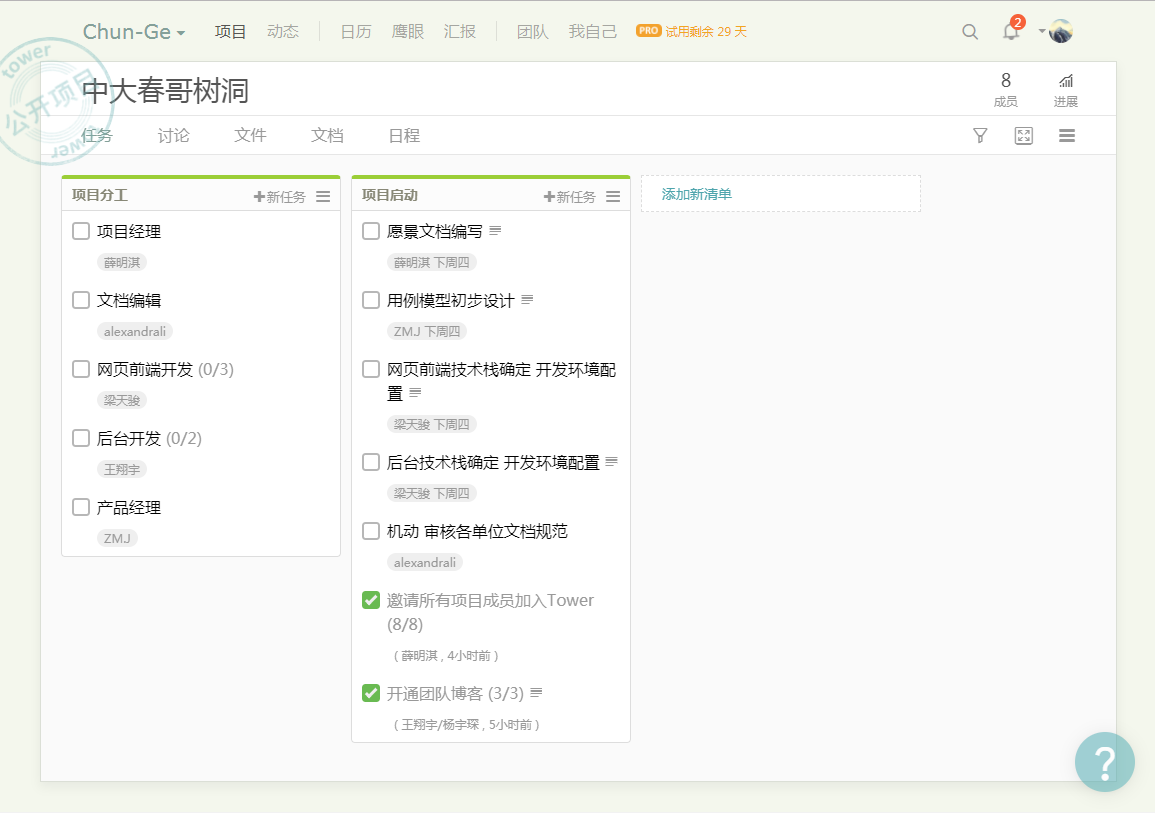 Chun-Ge 项目 动态 日历 鹰眼 汇报 团队 我自己 PRO 试用剩余 29 天 2
tower
公开项目
tower
中大春哥树洞
8
成员
进展
任务 讨论 文件 文档 日程
项目分工 +新任务
项目经理
薛明淇
文档编辑
alexandrali
网页前端开发 (0/3)
梁天骏
后台开发 (0/2)
王翔宇
产品经理
ZMJ
项目启动 +新任务
愿景文档编写
薛明淇 下周四
用例模型初步设计
ZMJ 下周四
网页前端技术栈确定 开发环境配
置
梁天骏 下周四
后台技术栈确定 开发环境配置
梁天骏 下周四
机动 审核各单位文档规范
alexandrali
邀请所有项目成员加入Tower
(8/8)
( 薛明淇 , 4小时前 )
开通团队博客 (3/3)
( 王翔宇/杨宇琛 , 5小时前 )
添加新清单
?